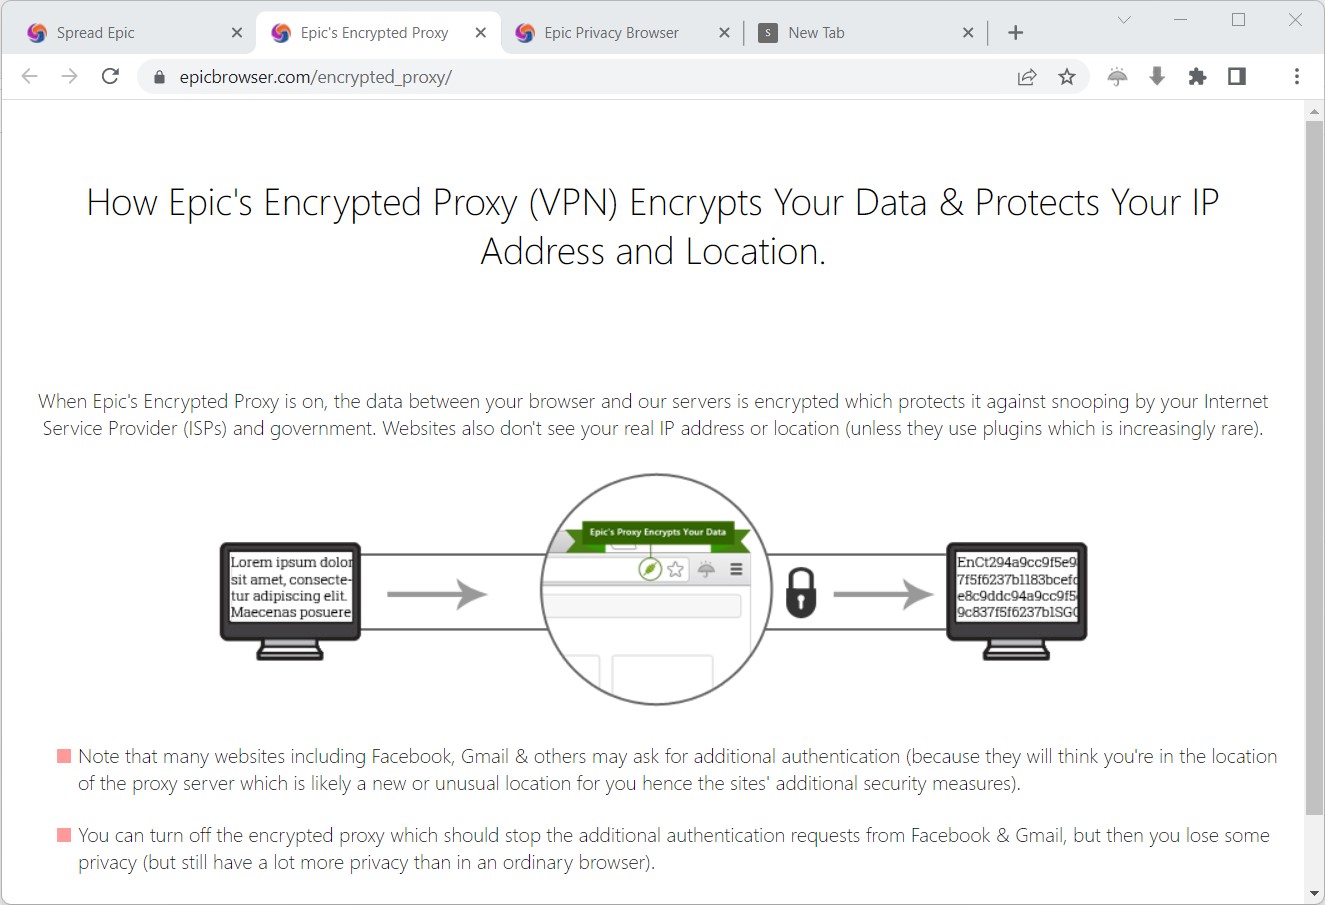 Spread Epic
Epic's Encrypted Proxy
Epic Privacy Browser
S
New Tab
epicbrowser.com/encrypted_proxy/
How Epic's Encrypted Proxy (VPN) Encrypts Your Data & Protects Your IP
Address and Location.
When Epic's Encrypted Proxy is on, the data between your browser and our servers is encrypted which protects it against snooping by your Internet
Service Provider (ISPs) and government. Websites also don't see your real IP address or location (unless they use plugins which is increasingly rare).
Lorem ipsum dolor
sit amet, consecte-
tur adipiscing elit.
Maecenas posuere
Epic's Proxy Encrypts Your Data
EnCt294a9cc9f5e9
7f5f6237b1183bcefc
e8c9ddc94a9cc9f5
9c837f5f6237b1SGC
Note that many websites including Facebook, Gmail & others may ask for additional authentication (because they will think you're in the location
of the proxy server which is likely a new or unusual location for you hence the sites' additional security measures).
You can turn off the encrypted proxy which should stop the additional authentication requests from Facebook & Gmail, but then you lose some
privacy (but still have a lot more privacy than in an ordinary browser).